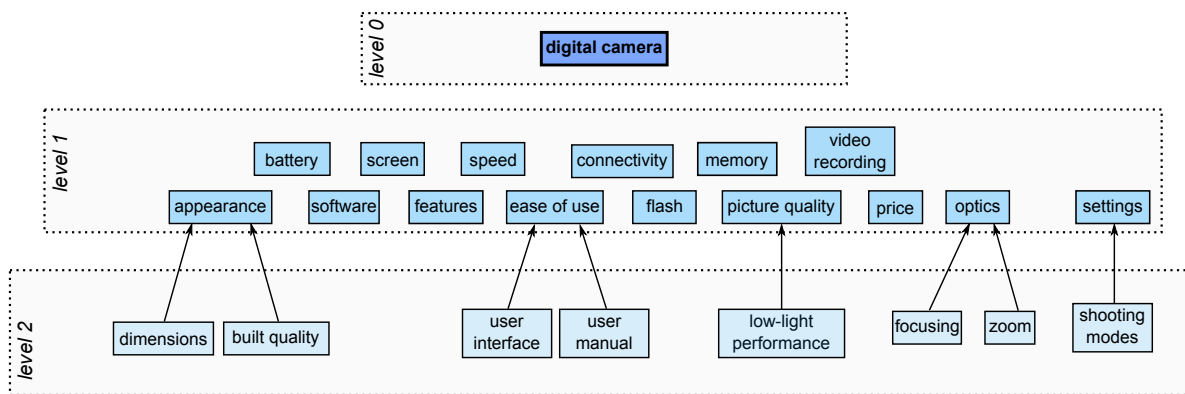 level 0
digital camera
level 1
battery
screen
speed
connectivity
memory
video
recording
appearance
software
features
ease of use
flash
picture quality
price
optics
settings
level 2
dimensions
built quality
user
interface
user
manual
low-light
performance
focusing
zoom
shooting
modes